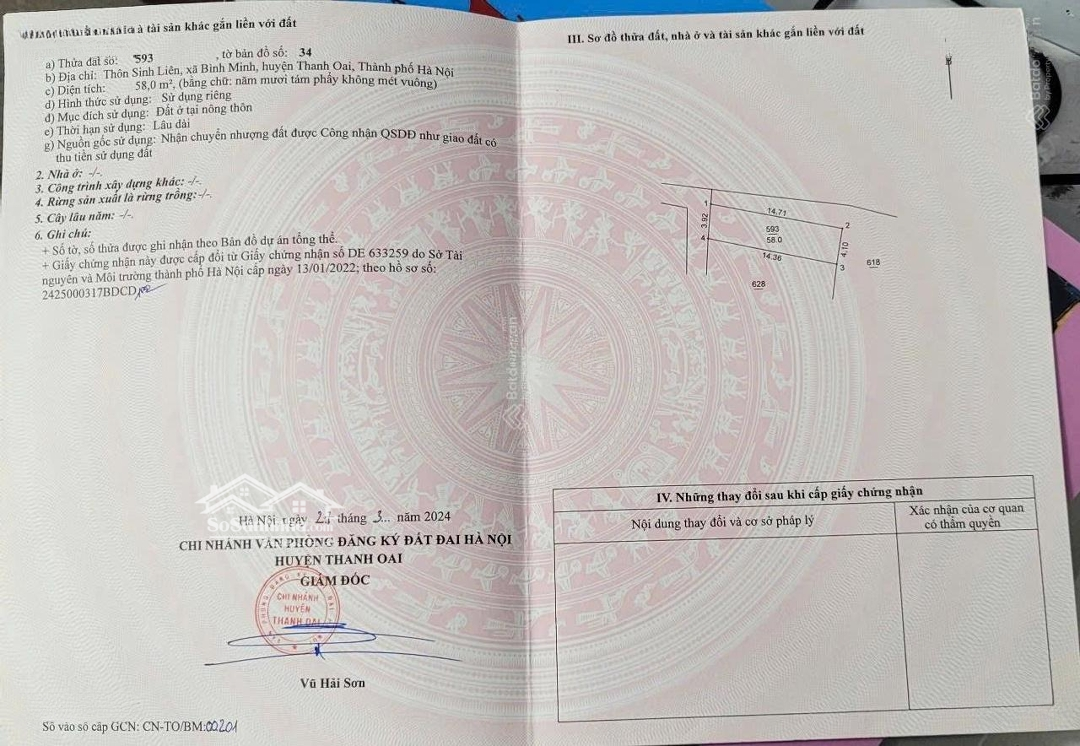 à tài sản khác gắn liền với đất
a) Thửa đất số: 593 , tờ bản đồ số: 34
b) Địa chỉ: Thôn Sinh Liên, xã Bình Minh, huyện Thanh Oai, Thành phố Hà Nội
c) Diện tích: 58,0 m², (bằng chữ: năm mươi tám phẩy không mét vuông)
d) Hình thức sử dụng: Sử dụng riêng
đ) Mục đích sử dụng: Đất ở tại nông thôn
e) Thời hạn sử dụng: Lâu dài
g) Nguồn gốc sử dụng: Nhận chuyển nhượng đất được Công nhận QSDĐ như giao đất có
thu tiền sử dụng đất
2. Nhà ở: -/-.
3. Công trình xây dựng khác: -/-.
4. Rừng sản xuất là rừng trồng:-/-.
5. Cây lâu năm: -/-.
6. Ghi chú:
+ Số tờ, số thửa được ghi nhận theo Bản đồ dự án tổng thể.
+ Giấy chứng nhận này được cấp đổi từ Giấy chứng nhận số DE 633259 do Sở Tài
nguyên và Môi trường thành phố Hà Nội cấp ngày 13/01/2022; theo hồ sơ số:
2425000317BDCD
Hà Nội, ngày 21 tháng 3... năm 2024
CHI NHÁNH VĂN PHÒNG ĐĂNG KÝ ĐẤT ĐAI HÀ NỘI
HUYỆN THANH OAI
GIÁM ĐỐC
CHI NHÁNH
HUYỆN
THANH OAI
Vũ Hải Sơn
Số vào sổ cấp GCN: CN-TO/BM:00201
III. Sơ đồ thửa đất, nhà ở và tài sản khác gắn liền với đất
B
1
14.71
2
3.92
593
58.0
4.10
4
14.36
3
618
628
IV. Những thay đổi sau khi cấp giấy chứng nhận
Nội dung thay đổi và cơ sở pháp lý
Xác nhận của cơ quan
có thẩm quyền
Batdongsan
by PropertyGuru
Batdongsan.com.vn